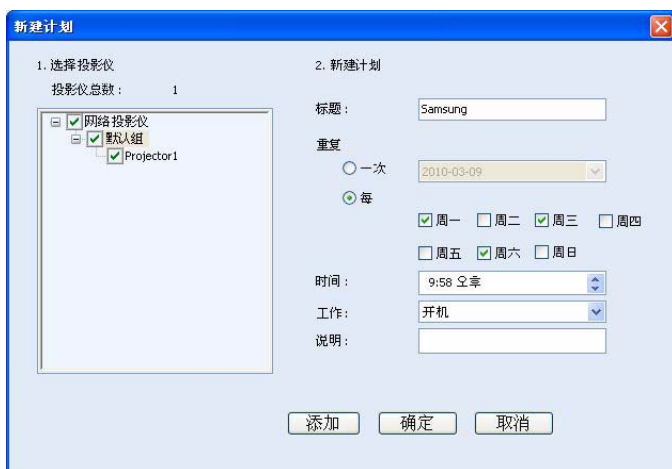 新建计划
1. 选择投影仪
投影仪总数： 1
网络投影仪
默认组
Projector1
2. 新建计划
标题： Samsung
重复
一次 2010-03-09
每
周一 周二 周三 周四
周五 周六 周日
时间： 9:58 오후
工作： 开机
说明：
添加 确定 取消